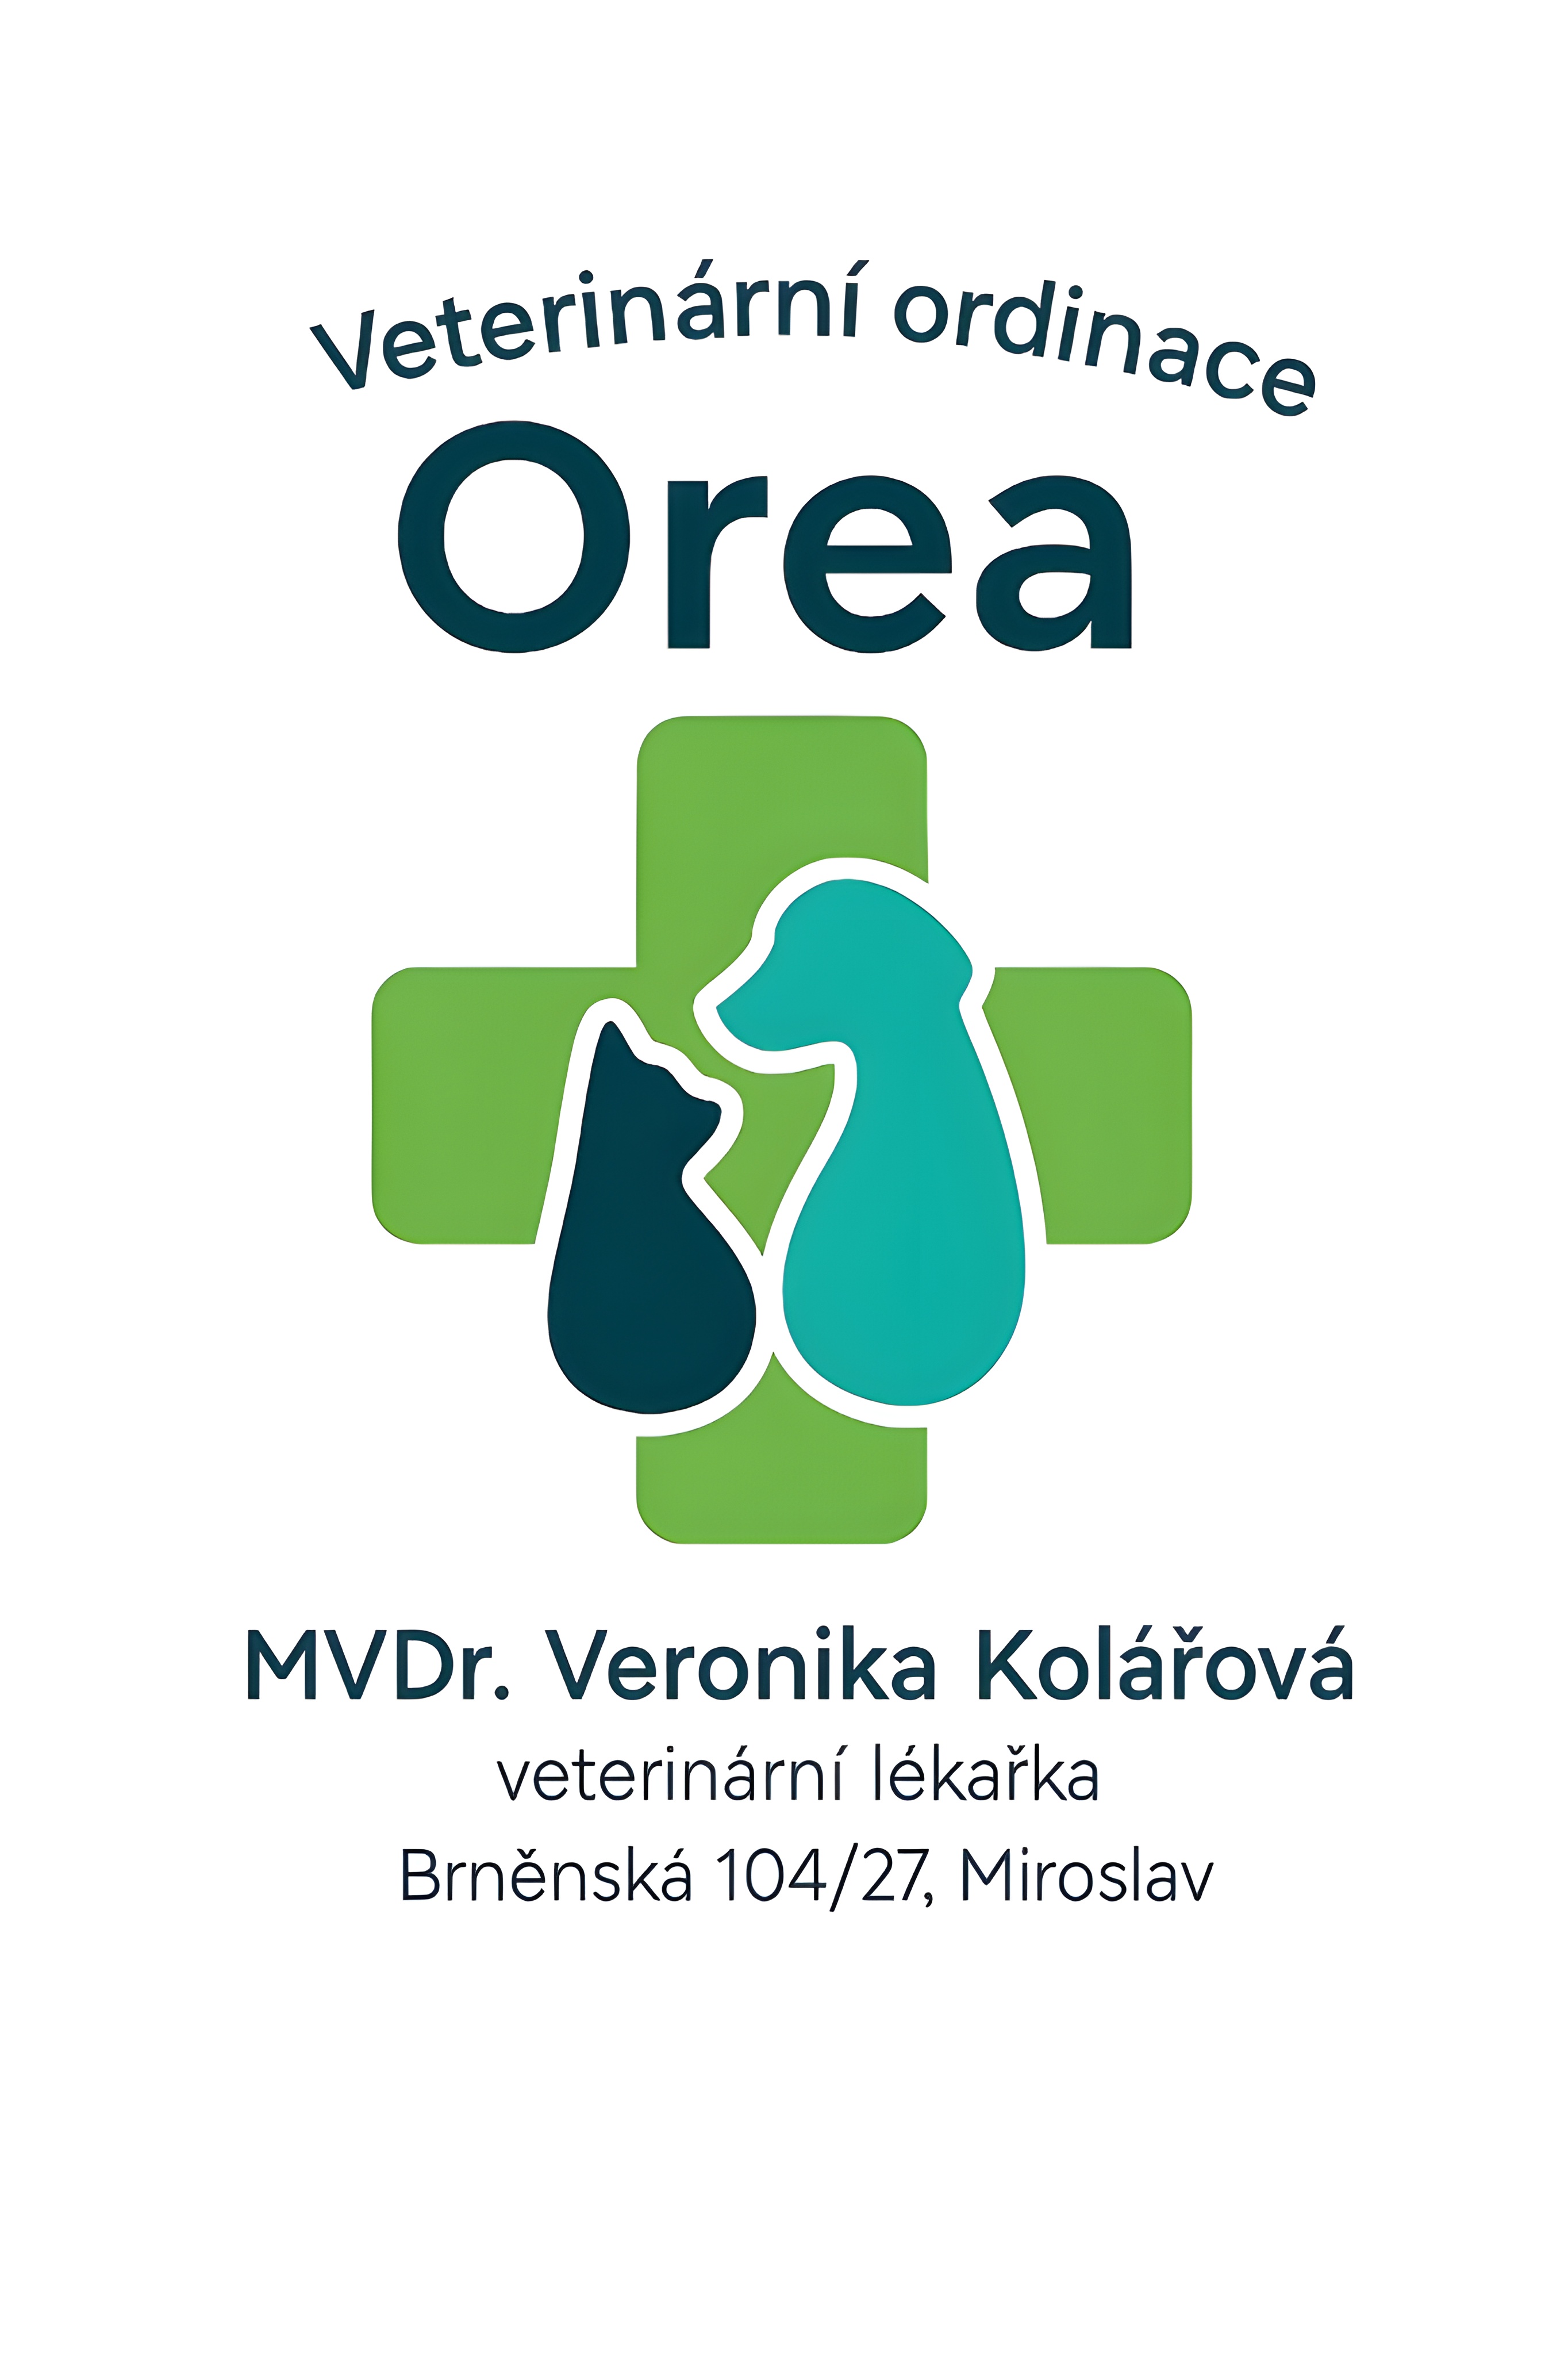 Veterinární ordinace
Orea
MVDr. Veronika Kolářová
veterinární lékařka
Brněnská 104/27, Miroslav